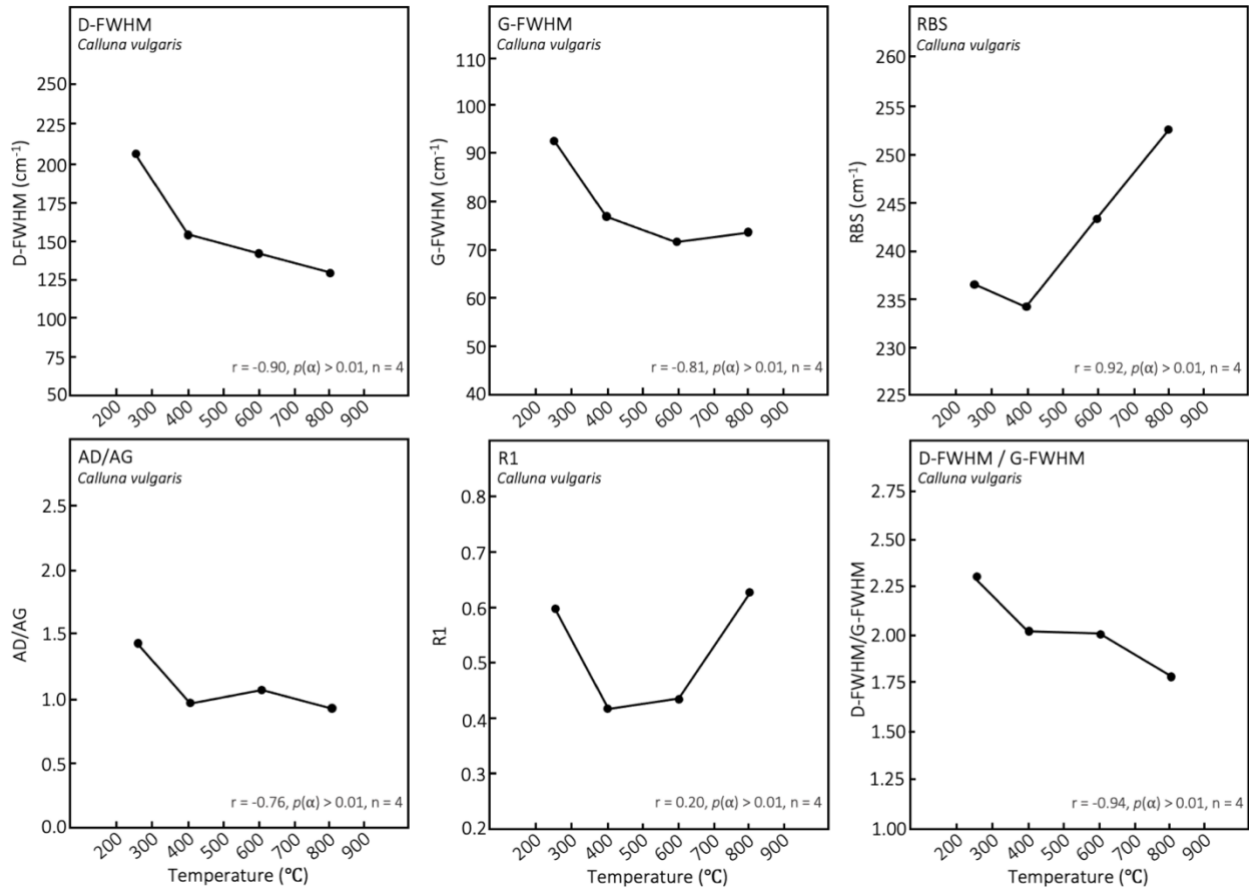 D-FWHM
Calluna vulgaris
D-FWHM (cm⁻¹)
250
225
200
175
150
125
100
75
50
r = -0.90, p(α) > 0.01, n = 4
200 300 400 500 600 700 800 900
G-FWHM
Calluna vulgaris
G-FWHM (cm⁻¹)
110
100
90
80
70
60
50
40
r = -0.81, p(α) > 0.01, n = 4
200 300 400 500 600 700 800 900
RBS
Calluna vulgaris
RBS (cm⁻¹)
260
255
250
245
240
235
230
225
r = 0.92, p(α) > 0.01, n = 4
200 300 400 500 600 700 800 900
AD/AG
Calluna vulgaris
AD/AG
2.5
2.0
1.5
1.0
0.5
0.0
r = -0.76, p(α) > 0.01, n = 4
200 300 400 500 600 700 800 900
Temperature (°C)
R1
Calluna vulgaris
R1
0.8
0.7
0.6
0.5
0.4
0.3
0.2
r = 0.20, p(α) > 0.01, n = 4
200 300 400 500 600 700 800 900
Temperature (°C)
D-FWHM / G-FWHM
Calluna vulgaris
D-FWHM/G-FWHM
2.75
2.50
2.25
2.00
1.75
1.50
1.25
1.00
r = -0.94, p(α) > 0.01, n = 4
200 300 400 500 600 700 800 900
Temperature (°C)